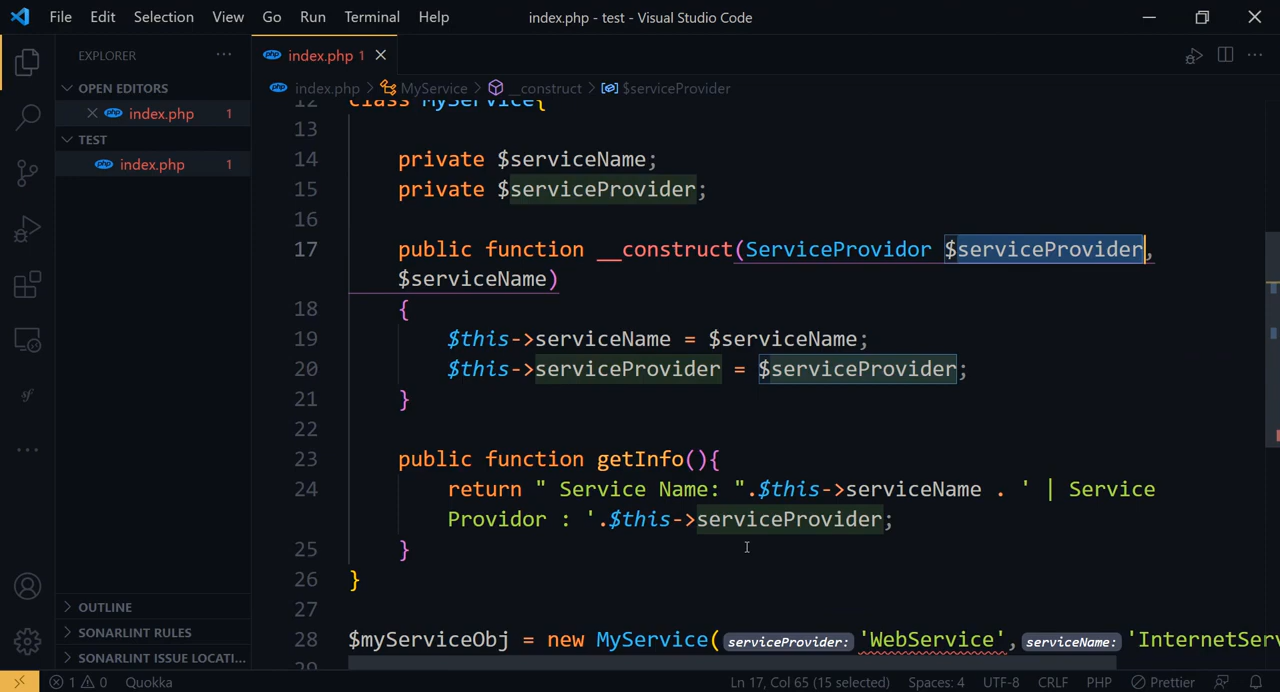 File Edit Selection View Go Run Terminal Help index.php - test - Visual Studio Code
EXPLORER ···
OPEN EDITORS
index.php 1
TEST
index.php 1
OUTLINE
SONARLINT RULES
SONARLINT ISSUE LOCATI...
php index.php 1
php index.php > MyService > __construct > $serviceProvider
12 class MyService{
13
14 private $serviceName;
15 private $serviceProvider;
16
17 public function __construct(ServiceProvidor $serviceProvider,
$serviceName)
18 {
19 $this->serviceName = $serviceName;
20 $this->serviceProvider = $serviceProvider;
21 }
22
23 public function getInfo(){
24 return " Service Name: ".$this->serviceName . ' | Service
Providor : '.$this->serviceProvider;
25 }
26 }
27
28 $myServiceObj = new MyService( serviceProvider: 'WebService', serviceName: 'InternetServ
29
1 0 Quokka Ln 17, Col 65 (15 selected) Spaces: 4 UTF-8 CRLF PHP Prettier